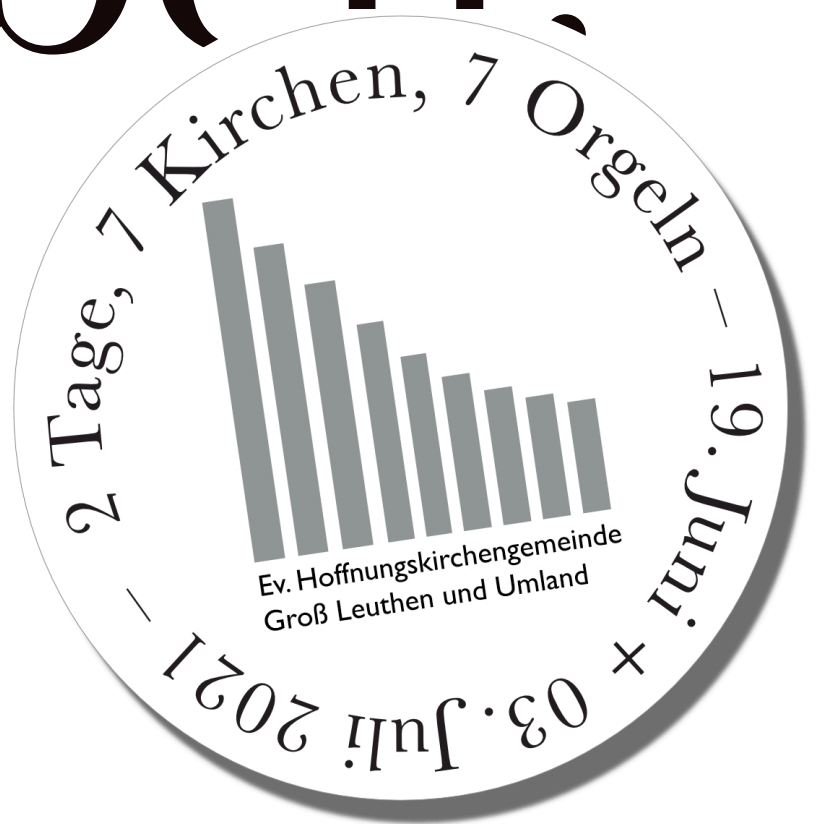 2 Tage, 7 Kirchen, 7 Orgeln – 19. Juni + 03. Juli 2021 –
Ev. Hoffnungskirchengemeinde
Groß Leuthen und Umland